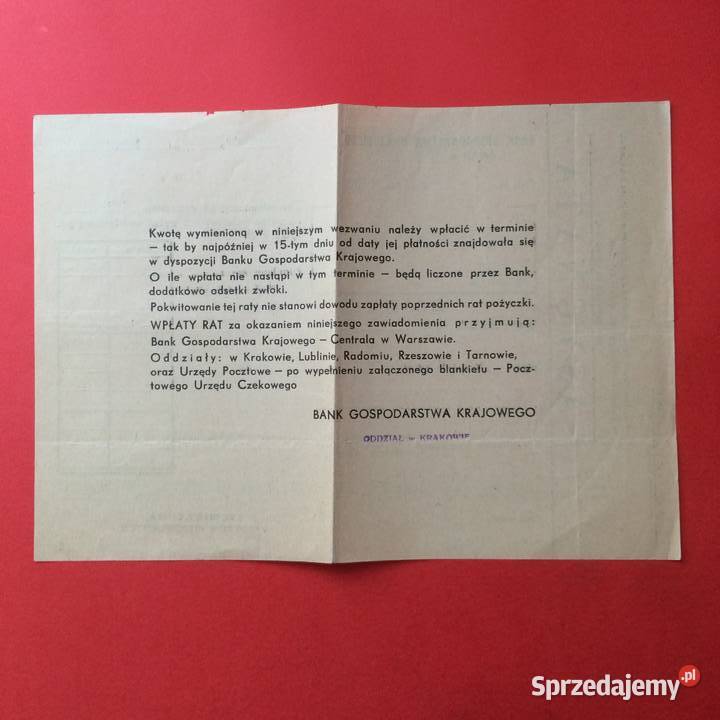 Kwotę wymienioną w niniejszym wezwaniu należy wpłacić w terminie
– tak by najpóźniej w 15-tym dniu od daty jej płatności znajdowała się
w dyspozycji Banku Gospodarstwa Krajowego.
O ile wpłata nie nastąpi w tym terminie – będą liczone przez Bank,
dodatkowo odsetki zwłoki.
Pokwitowanie tej raty nie stanowi dowodu zapłaty poprzednich rat pożyczki.
WPŁATY RAT za okazaniem niniejszego zawiadomienia przyjmują:
Bank Gospodarstwa Krajowego – Centrala w Warszawie.
Oddziały: w Krakowie, Lublinie, Radomiu, Rzeszowie i Tarnowie,
oraz Urzędy Pocztowe – po wypełnieniu załączonego blankietu – Pocz-
towego Urzędu Czekowego
BANK GOSPODARSTWA KRAJOWEGO
ODDZIAŁ w KRAKOWIE
Sprzedajemy.pl